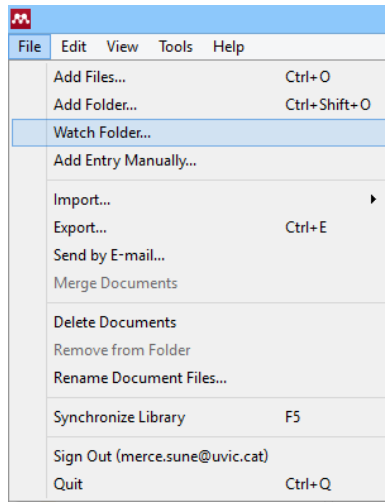 File Edit View Tools Help
Add Files... Ctrl+O
Add Folder... Ctrl+Shift+O
Watch Folder...
Add Entry Manually...
Import...
Export... Ctrl+E
Send by E-mail...
Merge Documents
Delete Documents
Remove from Folder
Rename Document Files...
Synchronize Library F5
Sign Out (merce.sune@uvic.cat)
Quit Ctrl+Q